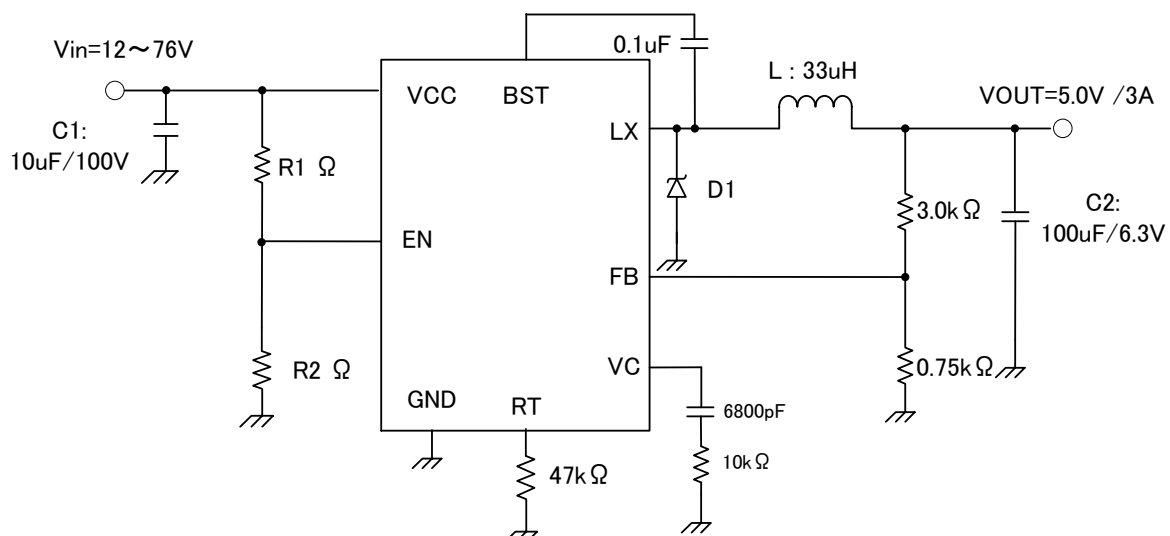 Vin=12～76V
C1:
10uF/100V
R1 Ω
R2 Ω
VCC
BST
LX
EN
FB
VC
GND
RT
0.1uF
L : 33uH
VOUT=5.0V /3A
D1
3.0kΩ
C2:
100uF/6.3V
0.75kΩ
6800pF
10kΩ
47kΩ